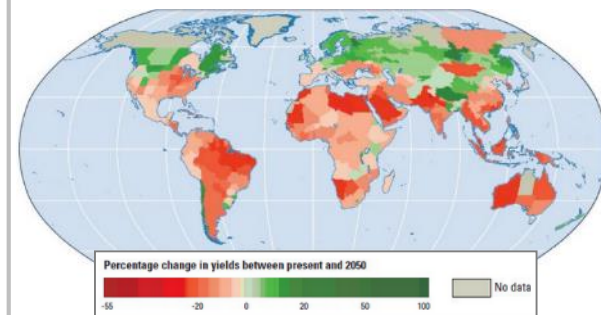 Percentage change in yields between present and 2050
No data
-55 -20 0 20 50 100